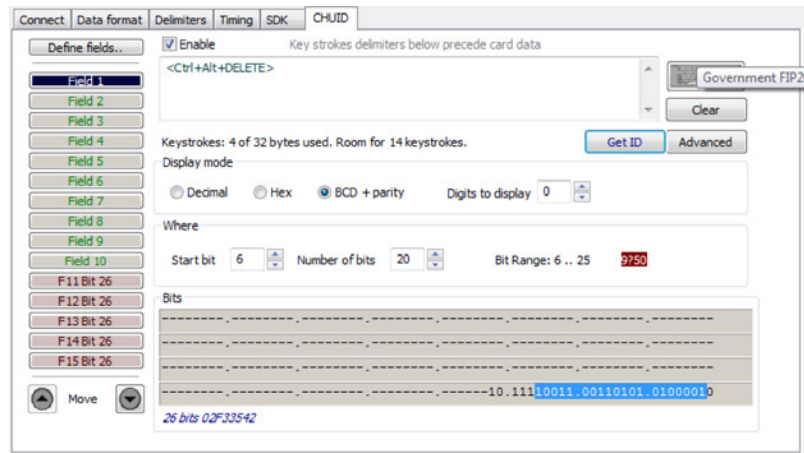 Connect Data format Delimiters Timing SDK CHUID
Define fields..
Enable Key strokes delimiters below precede card data
<Ctrl+Alt+DELETE>
Government FIP2
Clear
Keystrokes: 4 of 32 bytes used. Room for 14 keystrokes.
Get ID Advanced
Field 1
Field 2
Field 3
Field 4
Field 5
Field 6
Field 7
Field 8
Field 9
Field 10
F11 Bit 26
F12 Bit 26
F13 Bit 26
F14 Bit 26
F15 Bit 26
Move
Display mode
Decimal Hex BCD + parity Digits to display 0
Where
Start bit 6 Number of bits 20 Bit Range: 6 .. 25 9?50
Bits
--------.--------.--------.--------.--------.--------.--------.--------
--------.--------.--------.--------.--------.--------.--------.--------
--------.--------.--------.--------.--------.--------.--------.--------
--------.--------.--------.--------.------10.11110011.00110101.01000010
26 bits 02F33542